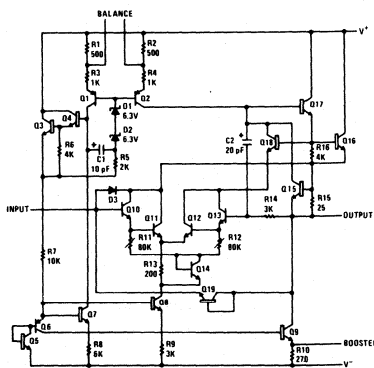 BALANCE
V+
R1
500
R2
500
R3
1K
R4
1K
Q1
Q2
D1
6.3V
D2
6.3V
Q3
Q4
R6
4K
C1
10 pF
R5
2K
C2
20 pF
Q17
Q18
Q16
R16
4K
Q15
R15
25
D3
INPUT
Q10
Q11
Q12
Q13
R14
3K
OUTPUT
R11
80K
R12
80K
R7
10K
R13
200
Q14
Q19
Q8
Q6
Q7
Q9
Q5
R8
6K
R9
3K
R10
270
BOOSTER
V−